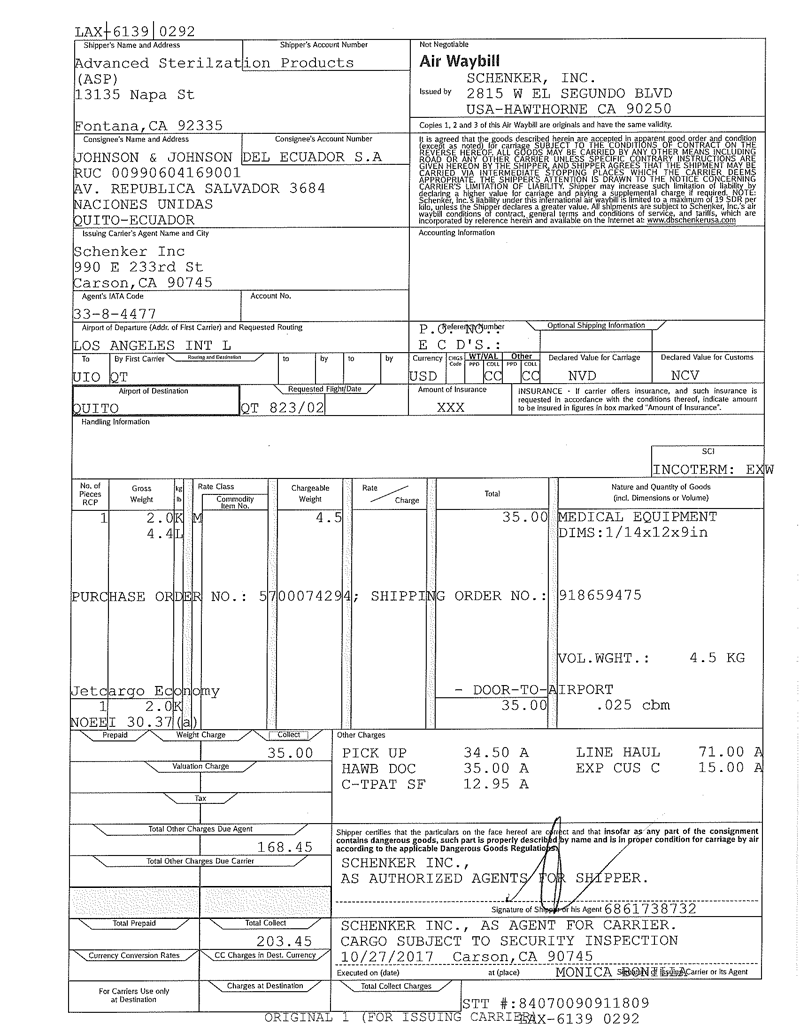 LAX-6139 0292
Shipper's Name and Address
Shipper's Account Number
Advanced Sterilzation Products
(ASP)
13135 Napa St
Fontana,CA 92335
Not Negotiable
Air Waybill
SCHENKER, INC.
Issued by 2815 W EL SEGUNDO BLVD
USA-HAWTHORNE CA 90250
Copies 1, 2 and 3 of this Air Waybill are originals and have the same validity.
Consignee's Name and Address
Consignee's Account Number
JOHNSON & JOHNSON DEL ECUADOR S.A
RUC 00990604169001
AV. REPUBLICA SALVADOR 3684
NACIONES UNIDAS
QUITO-ECUADOR
It is agreed that the goods described herein are accepted in apparent good order and condition
(except as noted) for carriage SUBJECT TO THE CONDITIONS OF CONTRACT ON THE
REVERSE HEREOF. ALL GOODS MAY BE CARRIED BY ANY OTHER MEANS INCLUDING
ROAD OR ANY OTHER CARRIER UNLESS SPECIFIC CONTRARY INSTRUCTIONS ARE
GIVEN HEREON BY THE SHIPPER, AND SHIPPER AGREES THAT THE SHIPMENT MAY BE
CARRIED VIA INTERMEDIATE STOPPING PLACES WHICH THE CARRIER DEEMS
APPROPRIATE. THE SHIPPER'S ATTENTION IS DRAWN TO THE NOTICE CONCERNING
CARRIER'S LIMITATION OF LIABILITY. Shipper may increase such limitation of liability by
declaring a higher value for carriage and paying a supplemental charge if required. NOTE:
Schenker, Inc.'s liability under this international air waybill is limited to a maximum of 19 SDR per
kilo, unless the Shipper declares a greater value. All shipments are subject to Schenker, Inc.'s air
waybill conditions of contract, general terms and conditions of service, and tariffs, which are
incorporated by reference herein and available on the Internet at: www.dbschenkerusa.com
Issuing Carrier's Agent Name and City
Schenker Inc
990 E 233rd St
Carson,CA 90745
Accounting Information
Agent's IATA Code
Account No.
33-8-4477
Airport of Departure (Addr. of First Carrier) and Requested Routing
LOS ANGELES INT L
Reference Number
Optional Shipping Information
P.O. NO.:
E C D'S.:
To
By First Carrier
Routing and Destination
to
by
to
by
UIO QT
Currency
CHGS Code
WT/VAL
Other
PPD COLL PPD COLL
Declared Value for Carriage
Declared Value for Customs
USD CC CC NVD NCV
Airport of Destination
Requested Flight/Date
QUITO QT 823/02
Amount of Insurance
XXX
INSURANCE - If carrier offers insurance, and such insurance is
requested in accordance with the conditions thereof, indicate amount
to be insured in figures in box marked "Amount of Insurance".
Handling Information
SCI
INCOTERM: EXW
No. of Pieces RCP
Gross Weight
kg lb
Rate Class
Commodity Item No.
Chargeable Weight
Rate / Charge
Total
Nature and Quantity of Goods
(incl. Dimensions or Volume)
1 2.0K M 4.5 35.00 MEDICAL EQUIPMENT
4.4L DIMS:1/14x12x9in
PURCHASE ORDER NO.: 5700074294; SHIPPING ORDER NO.: 918659475
VOL.WGHT.: 4.5 KG
Jetcargo Economy - DOOR-TO-AIRPORT
1 2.0K 35.00 .025 cbm
NOEEI 30.37(a)
Prepaid
Weight Charge
Collect
35.00
Valuation Charge
Tax
Other Charges
PICK UP 34.50 A LINE HAUL 71.00 A
HAWB DOC 35.00 A EXP CUS C 15.00 A
C-TPAT SF 12.95 A
Total Other Charges Due Agent
168.45
Total Other Charges Due Carrier
Shipper certifies that the particulars on the face hereof are correct and that insofar as any part of the consignment
contains dangerous goods, such part is properly described by name and is in proper condition for carriage by air
according to the applicable Dangerous Goods Regulations.
SCHENKER INC.,
AS AUTHORIZED AGENTS FOR SHIPPER.
Signature of Shipper or his Agent 6861738732
Total Prepaid
Total Collect
203.45
SCHENKER INC., AS AGENT FOR CARRIER.
CARGO SUBJECT TO SECURITY INSPECTION
10/27/2017 Carson,CA 90745
Currency Conversion Rates
CC Charges in Dest. Currency
MONICA BONILLA
Executed on (date)
at (place)
Signature of Issuing Carrier or its Agent
For Carriers Use only
at Destination
Charges at Destination
Total Collect Charges
STT #:84070090911809
ORIGINAL 1 (FOR ISSUING CARRIER)
LAX-6139 0292